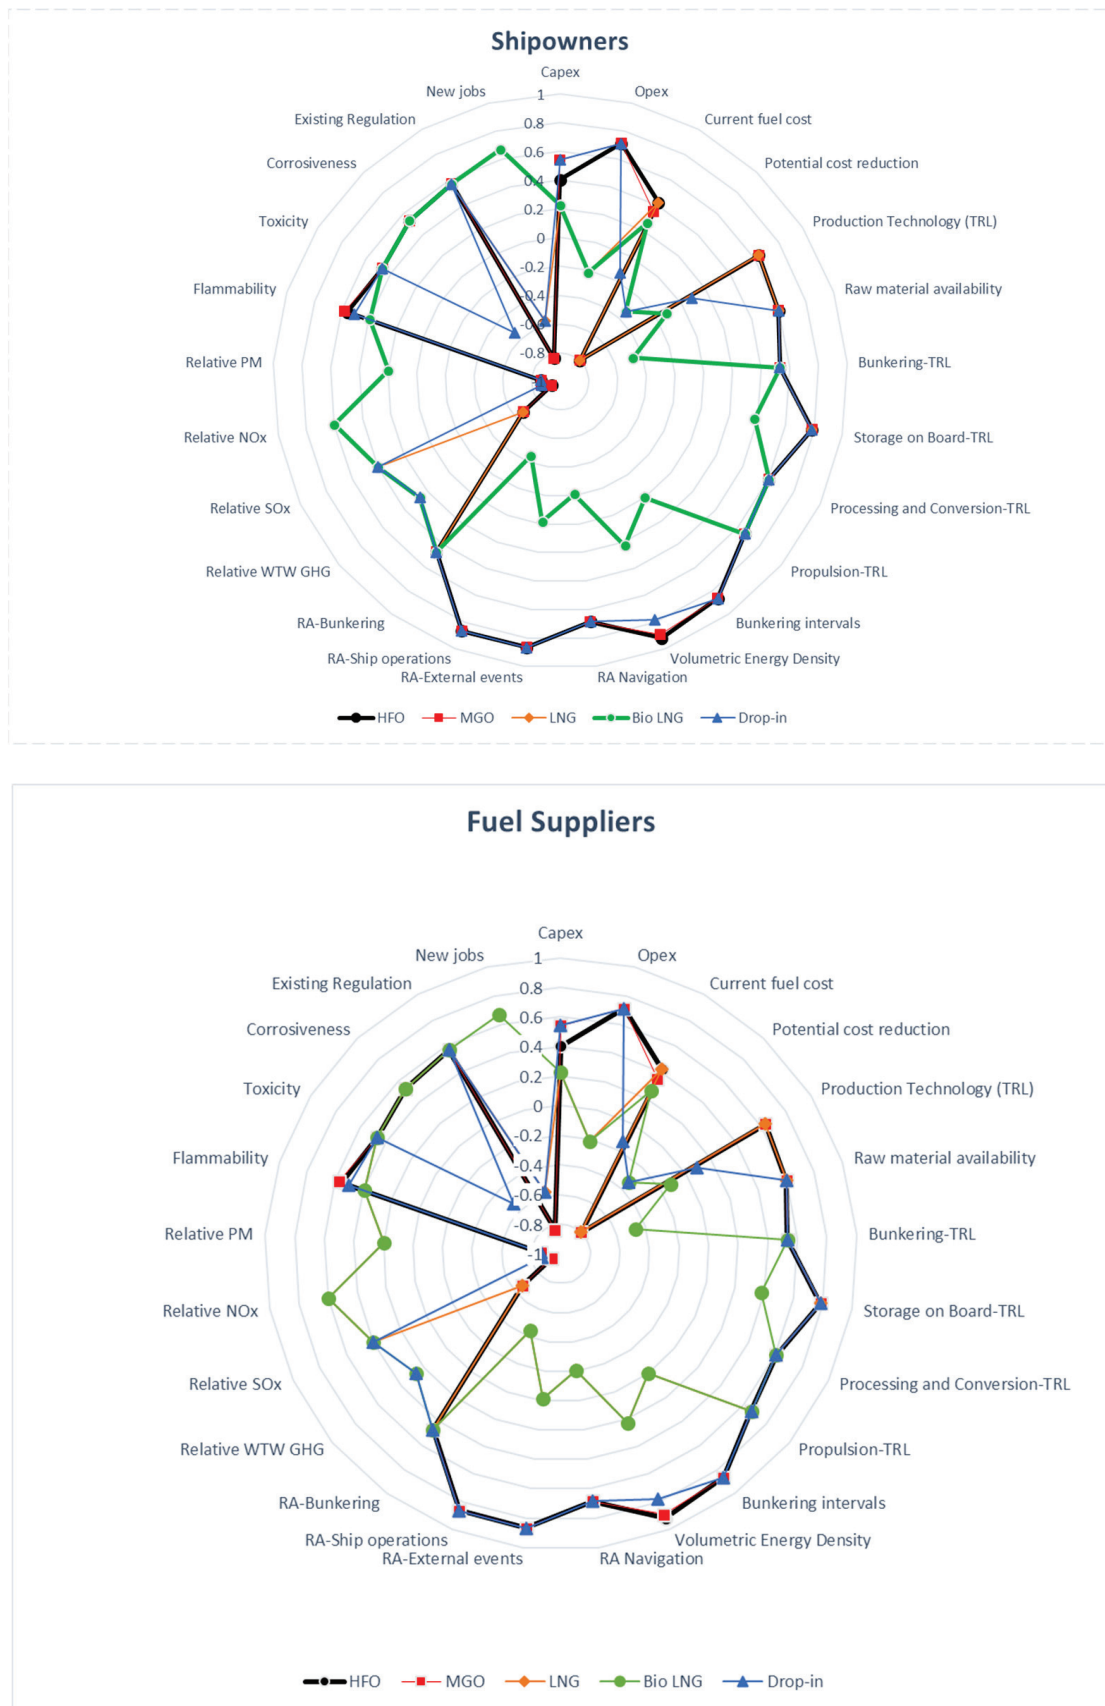 Shipowners
Capex
New jobs
1
Opex
Existing Regulation
0.8
Current fuel cost
Corrosiveness
0.6
Potential cost reduction
0.4
Toxicity
0.2
Production Technology (TRL)
0
Flammability
-0.2
Raw material availability
-0.4
-0.6
Relative PM
-0.8
Bunkering-TRL
Relative NOx
Storage on Board-TRL
Relative SOx
Processing and Conversion-TRL
Relative WTW GHG
Propulsion-TRL
RA-Bunkering
Bunkering intervals
RA-Ship operations
Volumetric Energy Density
RA-External events
RA Navigation
HFO MGO LNG Bio LNG Drop-in
Fuel Suppliers
Capex
New jobs
1
Opex
Existing Regulation
0.8
Current fuel cost
Corrosiveness
0.6
Potential cost reduction
0.4
Toxicity
0.2
Production Technology (TRL)
0
Flammability
-0.2
Raw material availability
-0.4
-0.6
Relative PM
-0.8
Bunkering-TRL
-1
Relative NOx
Storage on Board-TRL
Relative SOx
Processing and Conversion-TRL
Relative WTW GHG
Propulsion-TRL
RA-Bunkering
Bunkering intervals
RA-Ship operations
Volumetric Energy Density
RA-External events
RA Navigation
HFO MGO LNG Bio LNG Drop-in